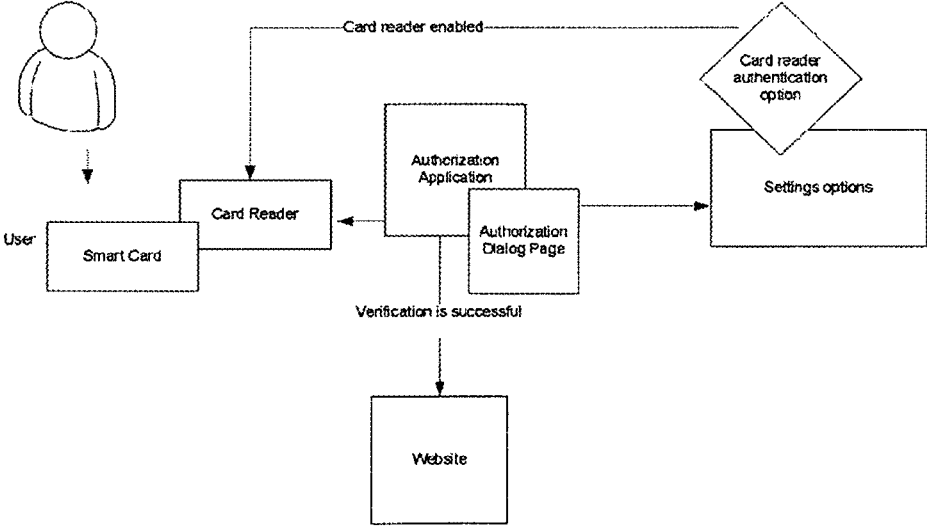 Card reader enabled
Card reader
authentication
option
Authorization
Application
Settings options
Card Reader
User
Authorization
Dialog Page
Smart Card
Verification is successful
Website